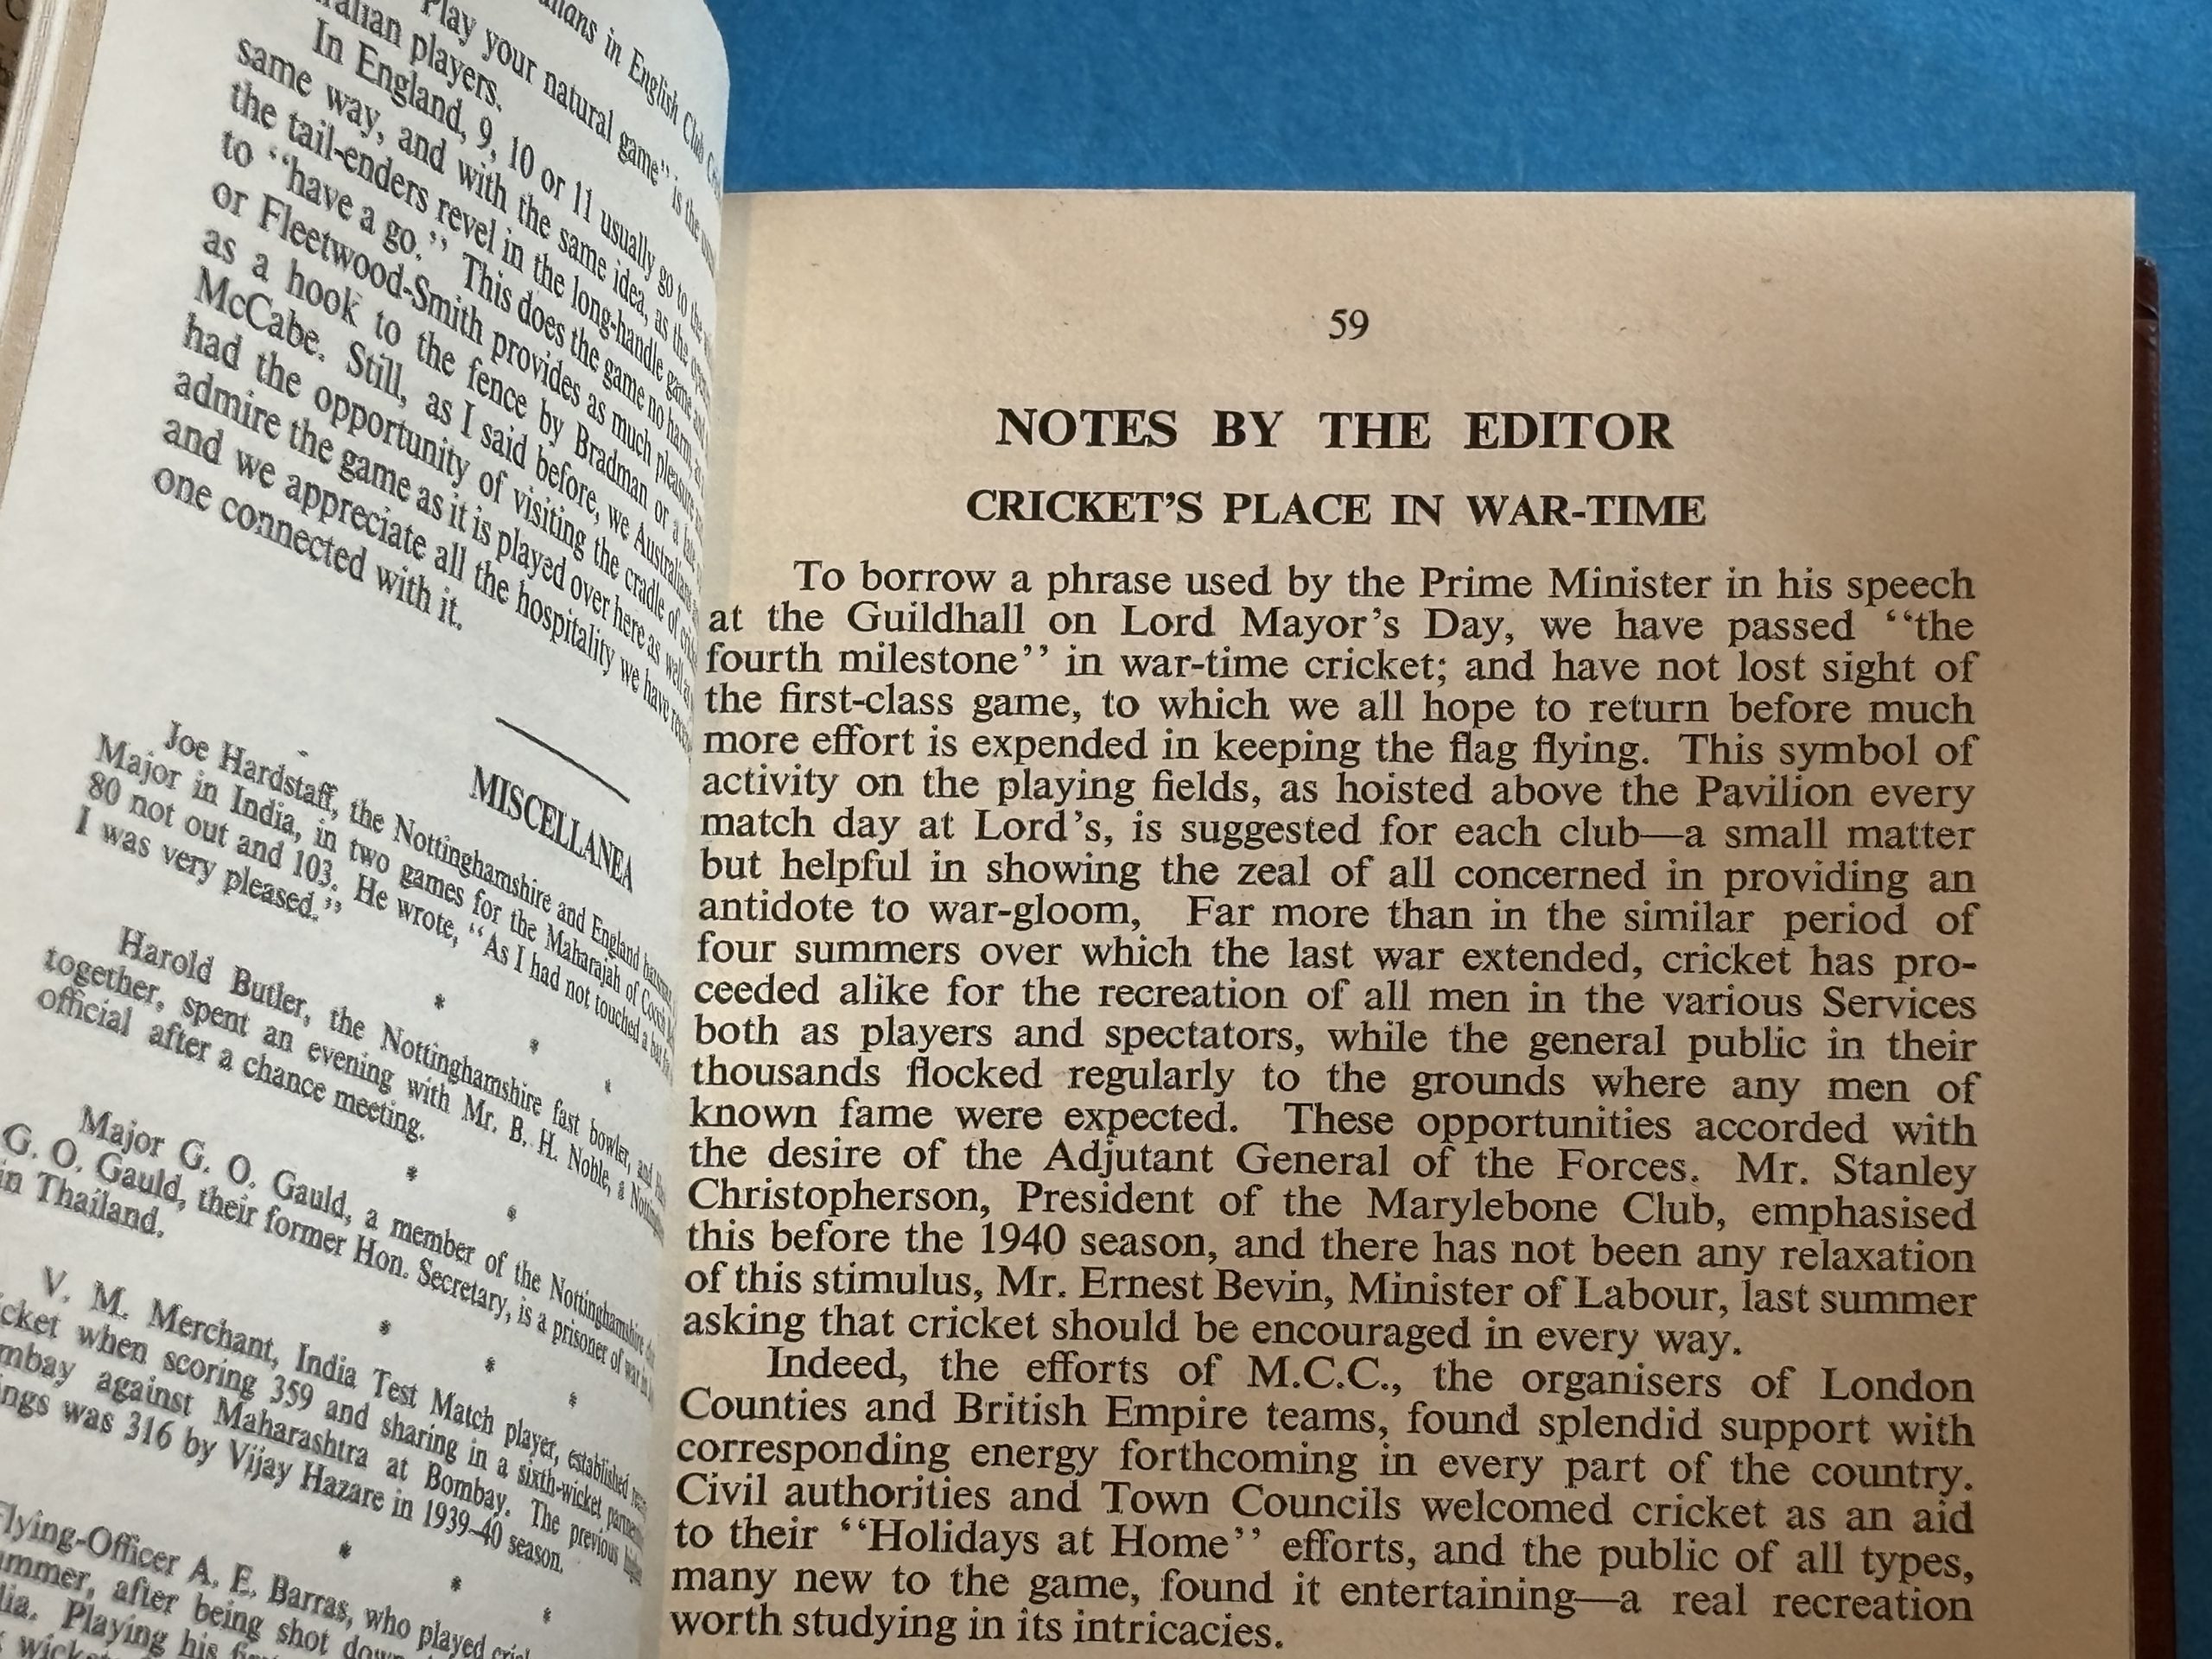 in English Club
Play your natural game" is the
players.
In England, 9, 10 or 11 usually go to the
same way, and with the same idea, as the
the tail-enders revel in the long-handle game and
to "have a go." This does the game no harm,
or Fleetwood-Smith provides as much pleasure
as a hook to the fence by Bradman or a
McCabe. Still, as I said before, we Australians
had the opportunity of visiting the cradle of
admire the game as it is played over here as well as
and we appreciate all the hospitality we have
one connected with it.
MISCELLANEA
Joe Hardstaff, the Nottinghamshire and England
Major in India, in two games for the Maharajah of
80 not out and 103. He wrote, "As I had not touched a bat
I was very pleased."
* * *
Harold Butler, the Nottinghamshire fast bowler, and
together, spent an evening with Mr. B. H. Noble, a
official after a chance meeting.
* * *
Major G. O. Gauld, a member of the Nottinghamshire
G. O. Gauld, their former Hon. Secretary, is a prisoner of war in
in Thailand.
* * *
V. M. Merchant, India Test Match player, established
when scoring 359 and sharing in a sixth-wicket
against Maharashtra at Bombay. The previous
was 316 by Vijay Hazare in 1939-40 season.
* * *
Flying-Officer A. E. Barras, who played
after being shot
Playing his
59
NOTES BY THE EDITOR
CRICKET'S PLACE IN WAR-TIME
To borrow a phrase used by the Prime Minister in his speech
at the Guildhall on Lord Mayor's Day, we have passed "the
fourth milestone" in war-time cricket; and have not lost sight of
the first-class game, to which we all hope to return before much
more effort is expended in keeping the flag flying. This symbol of
activity on the playing fields, as hoisted above the Pavilion every
match day at Lord's, is suggested for each club—a small matter
but helpful in showing the zeal of all concerned in providing an
antidote to war-gloom, Far more than in the similar period of
four summers over which the last war extended, cricket has pro-
ceeded alike for the recreation of all men in the various Services
both as players and spectators, while the general public in their
thousands flocked regularly to the grounds where any men of
known fame were expected. These opportunities accorded with
the desire of the Adjutant General of the Forces. Mr. Stanley
Christopherson, President of the Marylebone Club, emphasised
this before the 1940 season, and there has not been any relaxation
of this stimulus, Mr. Ernest Bevin, Minister of Labour, last summer
asking that cricket should be encouraged in every way.
Indeed, the efforts of M.C.C., the organisers of London
Counties and British Empire teams, found splendid support with
corresponding energy forthcoming in every part of the country.
Civil authorities and Town Councils welcomed cricket as an aid
to their "Holidays at Home" efforts, and the public of all types,
many new to the game, found it entertaining—a real recreation
worth studying in its intricacies.